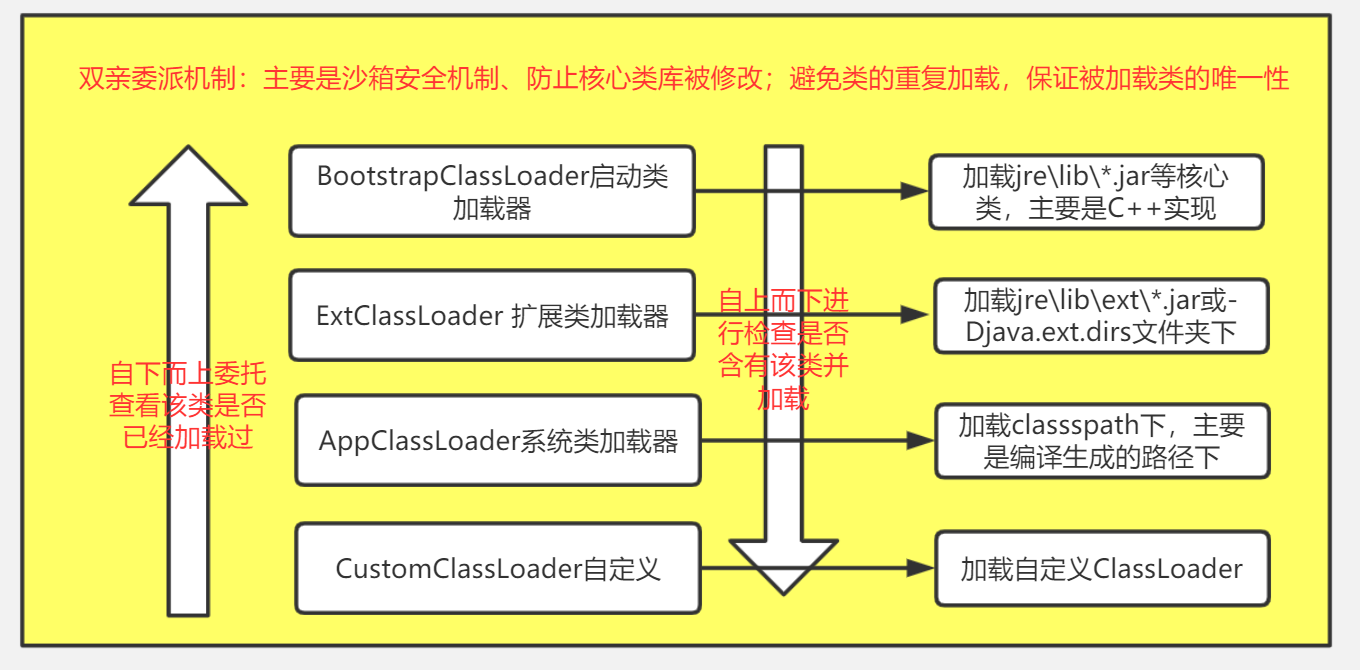 双亲委派机制：主要是沙箱安全机制、防止核心类库被修改；避免类的重复加载，保证被加载类的唯一性
BootstrapClassLoader启动类
加载器
加载jre\lib\*.jar等核心
类，主要是C++实现
ExtClassLoader 扩展类加载器
加载jre\lib\ext\*.jar或-
Djava.ext.dirs文件夹下
自上而下进
行检查是否
含有该类并
加载
自下而上委托
查看该类是否
已经加载过
AppClassLoader系统类加载器
加载classspath下，主要
是编译生成的路径下
CustomClassLoader自定义
加载自定义ClassLoader